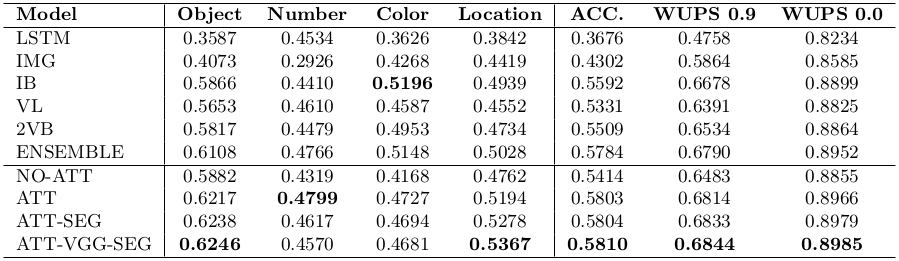 Model Object Number Color Location ACC. WUPS 0.9 WUPS 0.0
LSTM 0.3587 0.4534 0.3626 0.3842 0.3676 0.4758 0.8234
IMG 0.4073 0.2926 0.4268 0.4419 0.4302 0.5864 0.8585
IB 0.5866 0.4410 0.5196 0.4939 0.5592 0.6678 0.8899
VL 0.5653 0.4610 0.4587 0.4552 0.5331 0.6391 0.8825
2VB 0.5817 0.4479 0.4953 0.4734 0.5509 0.6534 0.8864
ENSEMBLE 0.6108 0.4766 0.5148 0.5028 0.5784 0.6790 0.8952
NO-ATT 0.5882 0.4319 0.4168 0.4762 0.5414 0.6483 0.8855
ATT 0.6217 0.4799 0.4727 0.5194 0.5803 0.6814 0.8966
ATT-SEG 0.6238 0.4617 0.4694 0.5278 0.5804 0.6833 0.8979
ATT-VGG-SEG 0.6246 0.4570 0.4681 0.5367 0.5810 0.6844 0.8985